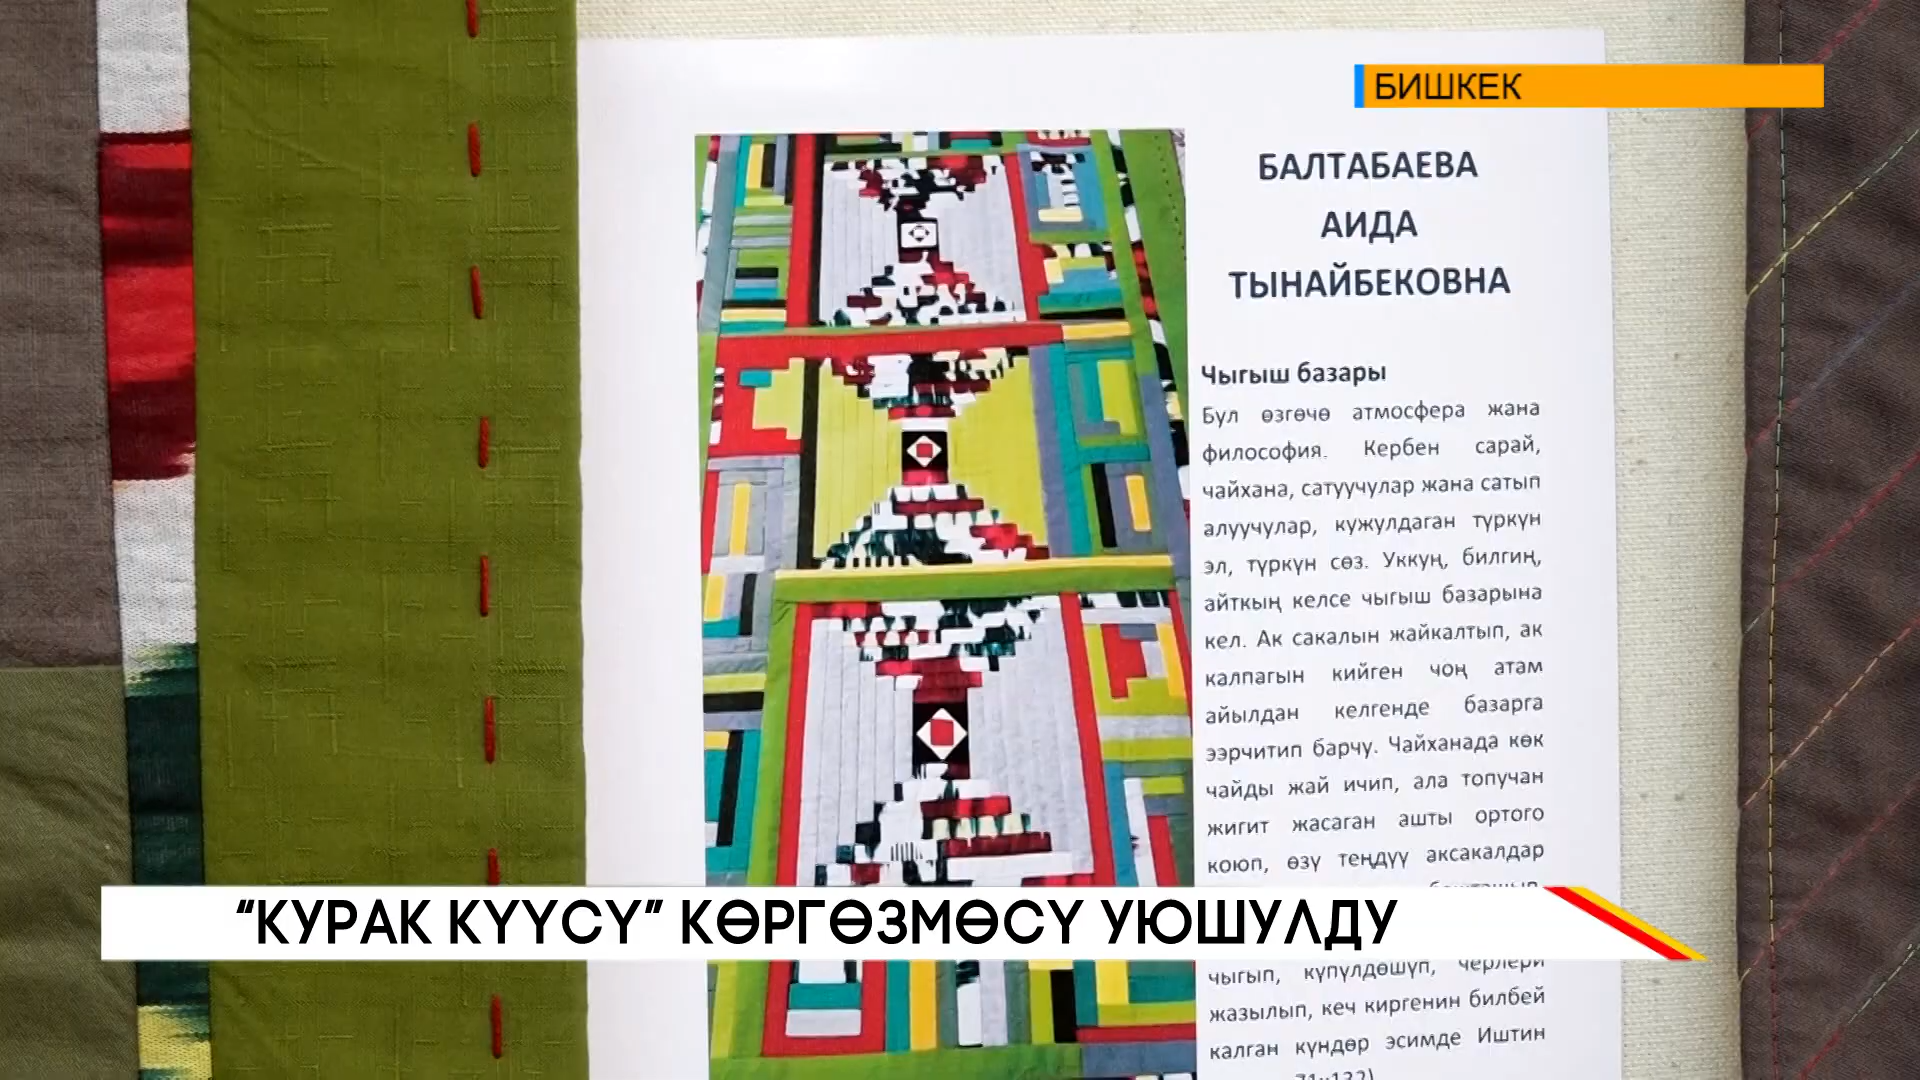 БИШКЕК
БАЛТАБАЕВА
АИДА
ТЫНАЙБЕКОВНА
Чыгыш базары
Бул өзгөчө атмосфера жана
философия. Кербен сарай,
чайхана, сатуучулар жана сатып
алуучулар, кужулдаган түркүн
эл, түркүн сөз. Уккуң, билгиң,
айткың келсе чыгыш базарына
кел. Ак сакалын жайкалтып, ак
калпагын кийген чоң атам
айылдан келгенде базарга
ээрчитип барчу. Чайханада көк
чайды жай ичип, ала топучан
жигит жасаган ашты ортого
коюп, өзү теңдүү аксакалдар
“КУРАК КҮҮСҮ” КӨРГӨЗМӨСҮ УЮШУЛДУ
чыгып, күпүлдөшүп, черлери
жазылып, кеч киргенин билбей
калган күндөр эсимде Иштин